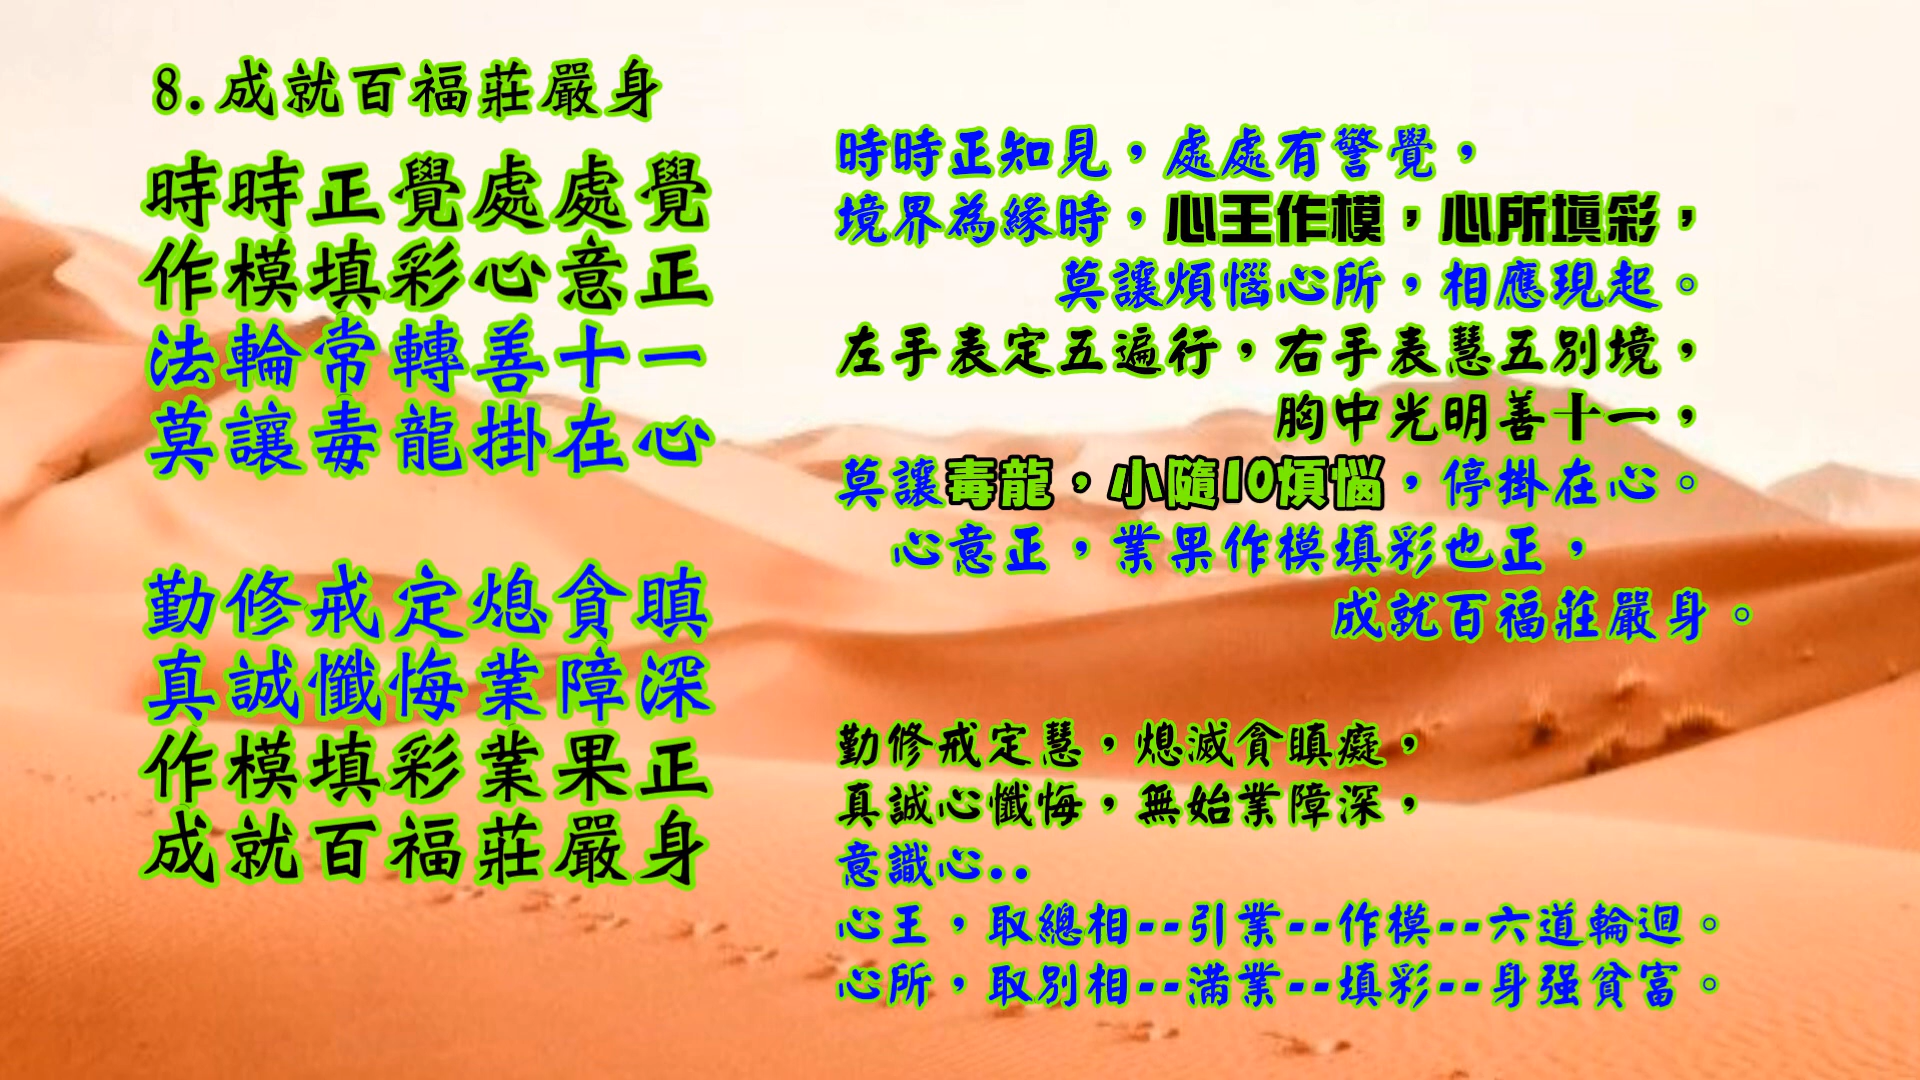 8.成就百福莊嚴身
時時正覺處處覺
作模填彩心意正
法輪常轉善十一
莫讓毒龍掛在心
勤修戒定熄貪瞋
真誠懺悔業障深
作模填彩業果正
成就百福莊嚴身
時時正知見，處處有警覺，
境界為緣時，心王作模，心所填彩，
莫讓煩惱心所，相應現起。
左手表定五遍行，右手表慧五別境，
胸中光明善十一，
莫讓毒龍，小隨10煩惱，停掛在心。
心意正，業果作模填彩也正，
成就百福莊嚴身。
勤修戒定慧，熄滅貪瞋癡，
真誠心懺悔，無始業障深，
意識心..
心王，取總相--引業--作模--六道輪迴。
心所，取別相--滿業--填彩--身強貧富。